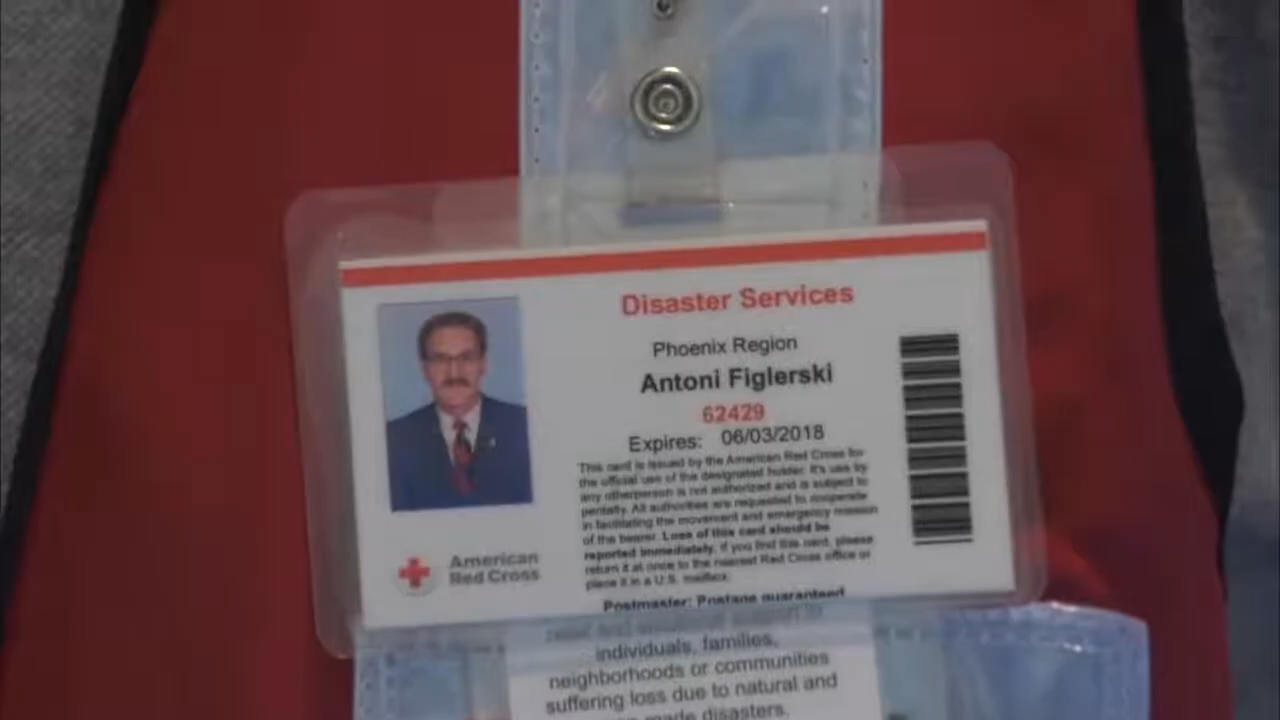 Disaster Services
Phoenix Region
Antoni Figlerski
62429
Expires: 06/03/2018
This card is issued by the American Red Cross for
the official use of the designated holder. It's use by
any otherperson is not authorized and is subject to
penalty. All authorities are requested to cooperate
in facilitating the movement and emergency mission
of the bearer. Loss of this card should be
reported immediately. If you find this card, please
return it at once to the nearest Red Cross office or
place it in a U.S. mailbox.
Postmaster: Postage guaranteed
American
Red Cross
individuals, families,
neighborhoods or communities
suffering loss due to natural and
made disasters.